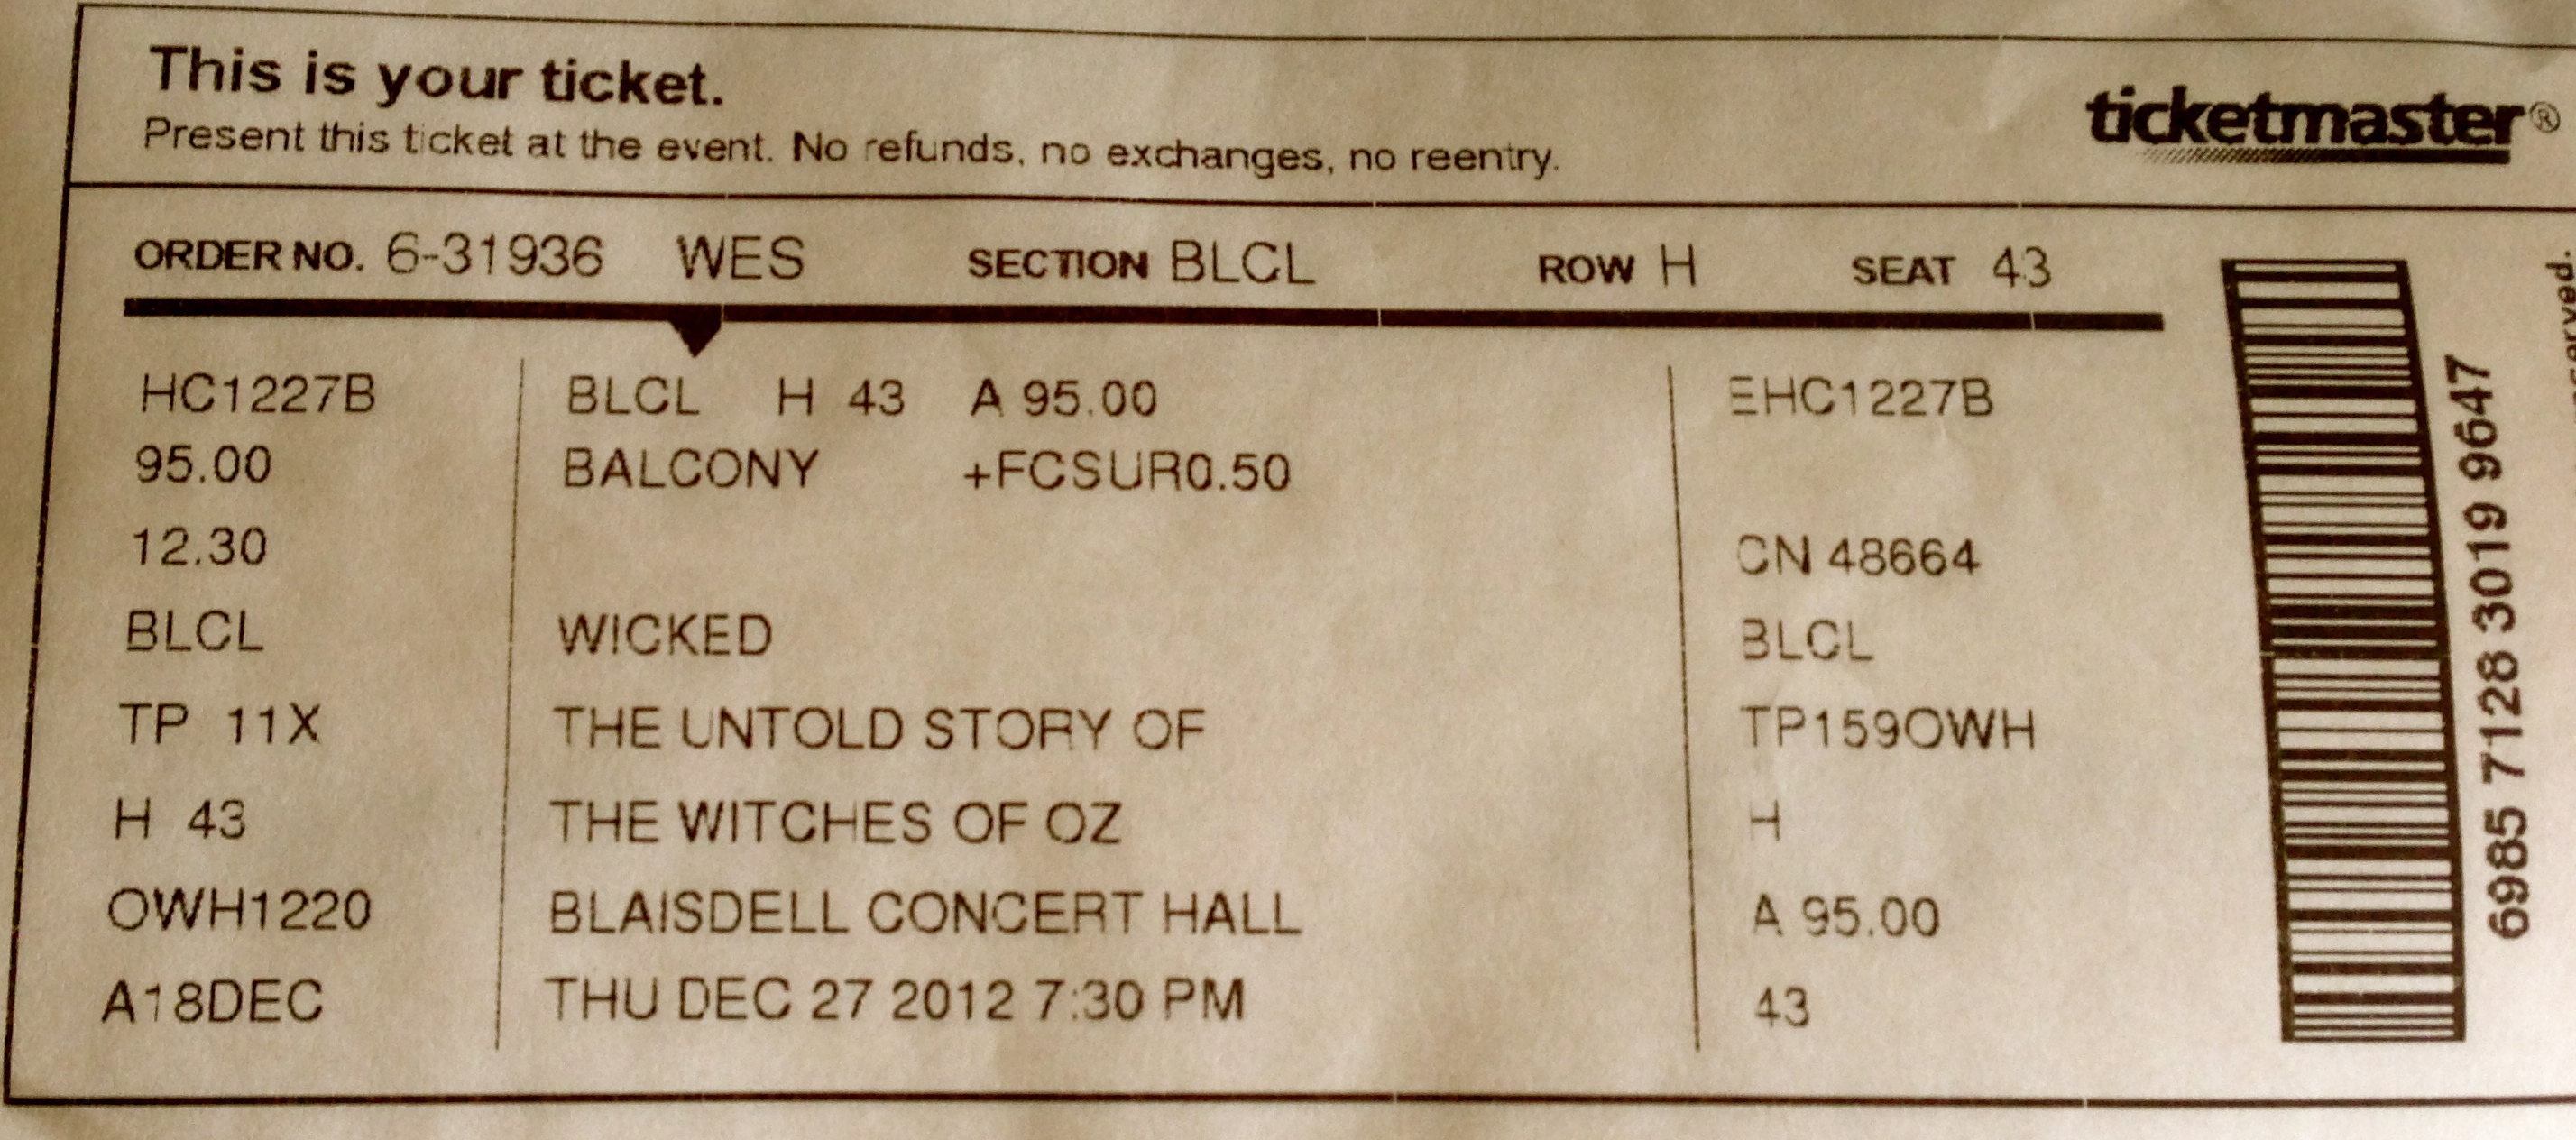 This is your ticket.
Present this ticket at the event. No refunds, no exchanges, no reentry.
ticketmaster®
ORDER NO. 6-31936 WES SECTION BLCL ROW H SEAT 43
HC1227B
95.00
12.30
BLCL
TP 11X
H 43
OWH1220
A18DEC
BLCL H 43 A 95.00
BALCONY +FCSUR0.50
WICKED
THE UNTOLD STORY OF
THE WITCHES OF OZ
BLAISDELL CONCERT HALL
THU DEC 27 2012 7:30 PM
EHC1227B
CN 48664
BLCL
TP159OWH
H
A 95.00
43
6985 7128 3019 9647